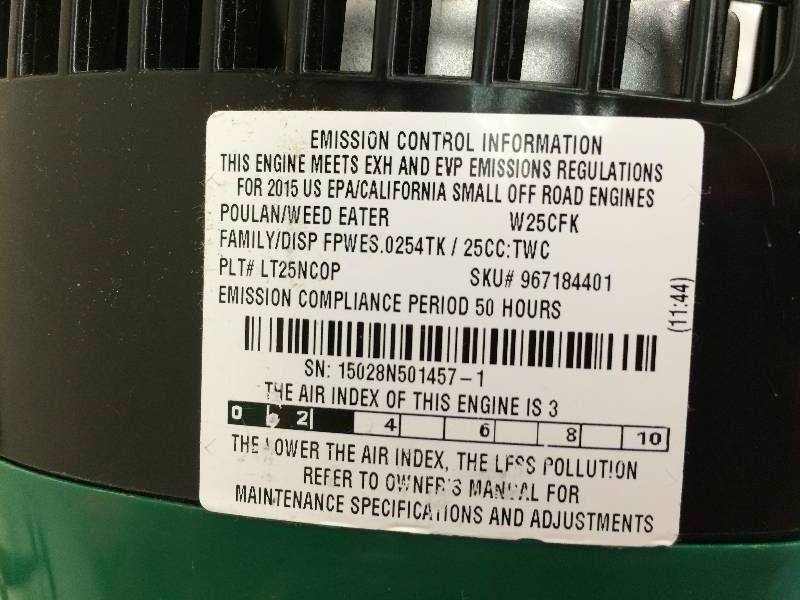 EMISSION CONTROL INFORMATION
THIS ENGINE MEETS EXH AND EVP EMISSIONS REGULATIONS
FOR 2015 US EPA/CALIFORNIA SMALL OFF ROAD ENGINES
POULAN/WEED EATER W25CFK
FAMILY/DISP FPWES.0254TK / 25CC:TWC
PLT# LT25NCOP SKU# 967184401
EMISSION COMPLIANCE PERIOD 50 HOURS
(11:44)
SN: 15028N501457-1
THE AIR INDEX OF THIS ENGINE IS 3
0 2 4 6 8 10
THE LOWER THE AIR INDEX, THE LESS POLLUTION
REFER TO OWNER'S MANUAL FOR
MAINTENANCE SPECIFICATIONS AND ADJUSTMENTS